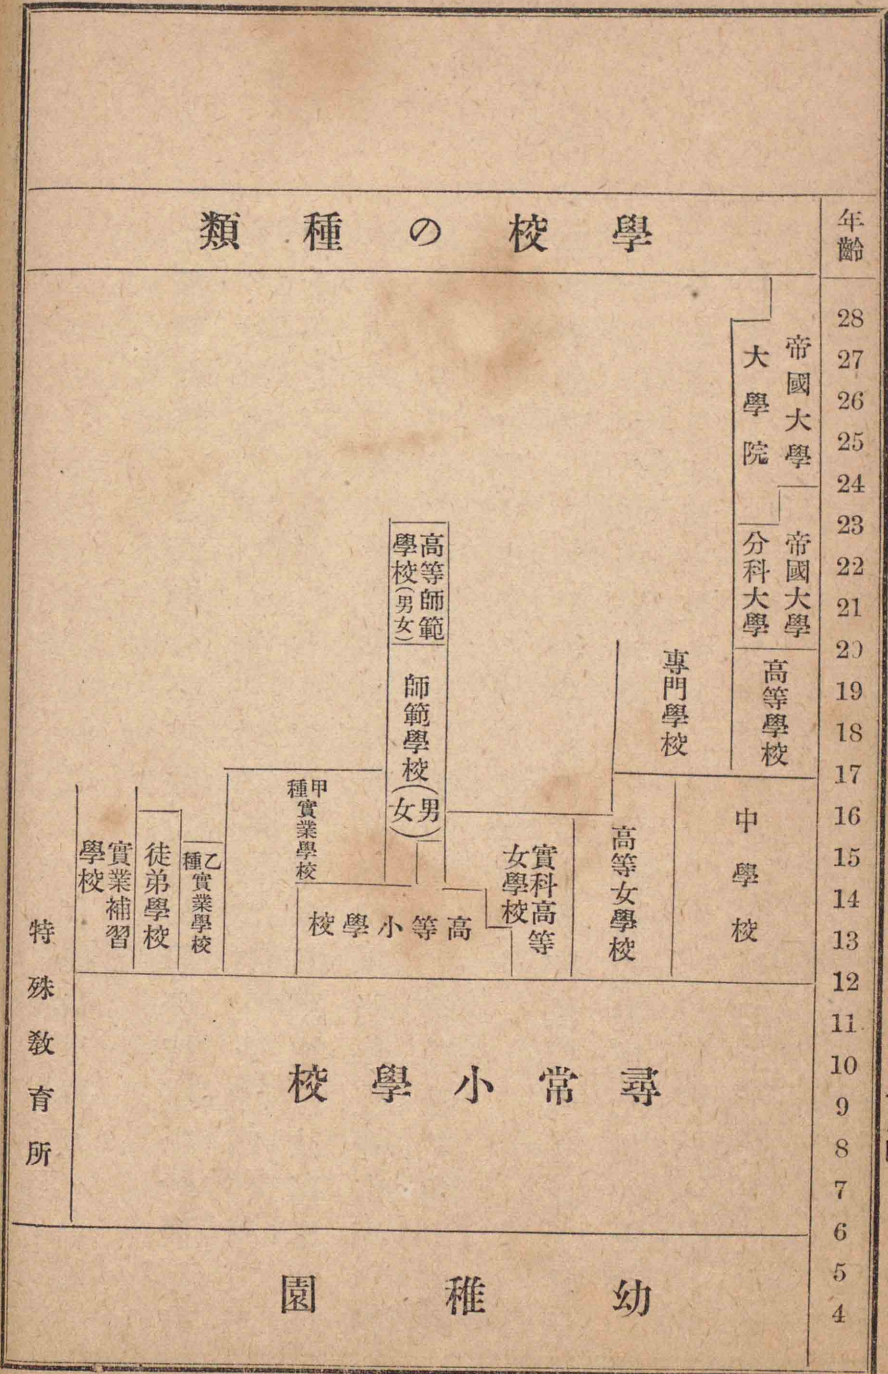 學校の種類
年齡
28
27
26
25
24
23
22
21
20
19
18
17
16
15
14
13
12
11
10
9
8
7
6
5
4
帝國大學
大學院
帝國大學
分科大學
高等學校
專門學校
中學校
高等女學校
實科高等
女學校
高等師範
學校(男女)
師範學校(男女)
高等小學校
甲種實業學校
乙種實業學校
徒弟學校
實業補習
學校
特殊敎育所
尋常小學校
幼稚園